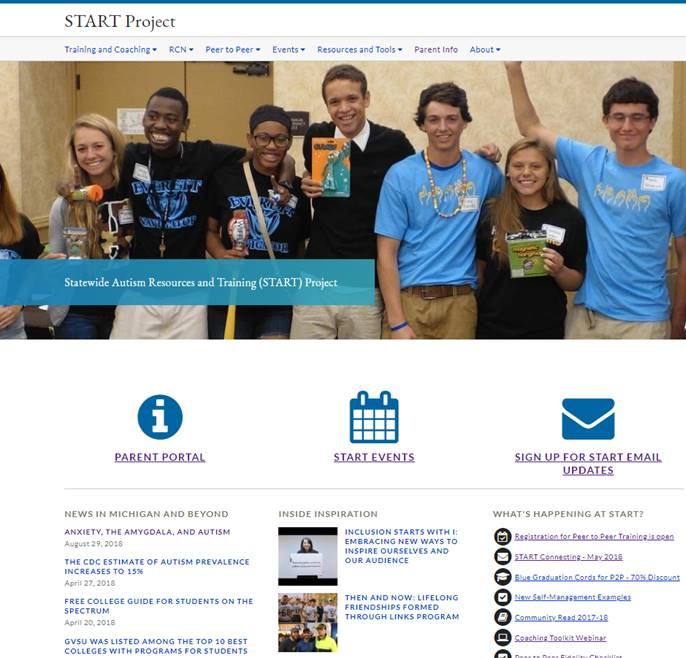 START Project
Training and Coaching RCN Peer to Peer Events Resources and Tools Parent Info About
EVERETT
NAVIGATOR
EVERETT
Statewide Autism Resources and Training (START) Project
PARENT PORTAL
START EVENTS
SIGN UP FOR START EMAIL
UPDATES
NEWS IN MICHIGAN AND BEYOND
ANXIETY, THE AMYGDALA, AND AUTISM
August 29, 2018
THE CDC ESTIMATE OF AUTISM PREVALENCE
INCREASES TO 15%
April 27, 2018
FREE COLLEGE GUIDE FOR STUDENTS ON THE
SPECTRUM
April 20, 2018
GVSU WAS LISTED AMONG THE TOP 10 BEST
COLLEGES WITH PROGRAMS FOR STUDENTS
INSIDE INSPIRATION
INCLUSION STARTS WITH I:
EMBRACING NEW WAYS TO
INSPIRE OURSELVES AND
OUR AUDIENCE
THEN AND NOW: LIFELONG
FRIENDSHIPS FORMED
THROUGH LINKS PROGRAM
WHAT'S HAPPENING AT START?
Registration for Peer to Peer Training is open
START Connecting - May 2018
Blue Graduation Cords for P2P - 70% Discount
New Self-Management Examples
Community Read 2017-18
Coaching Toolkit Webinar
Peer to Peer Fidelity Checklist